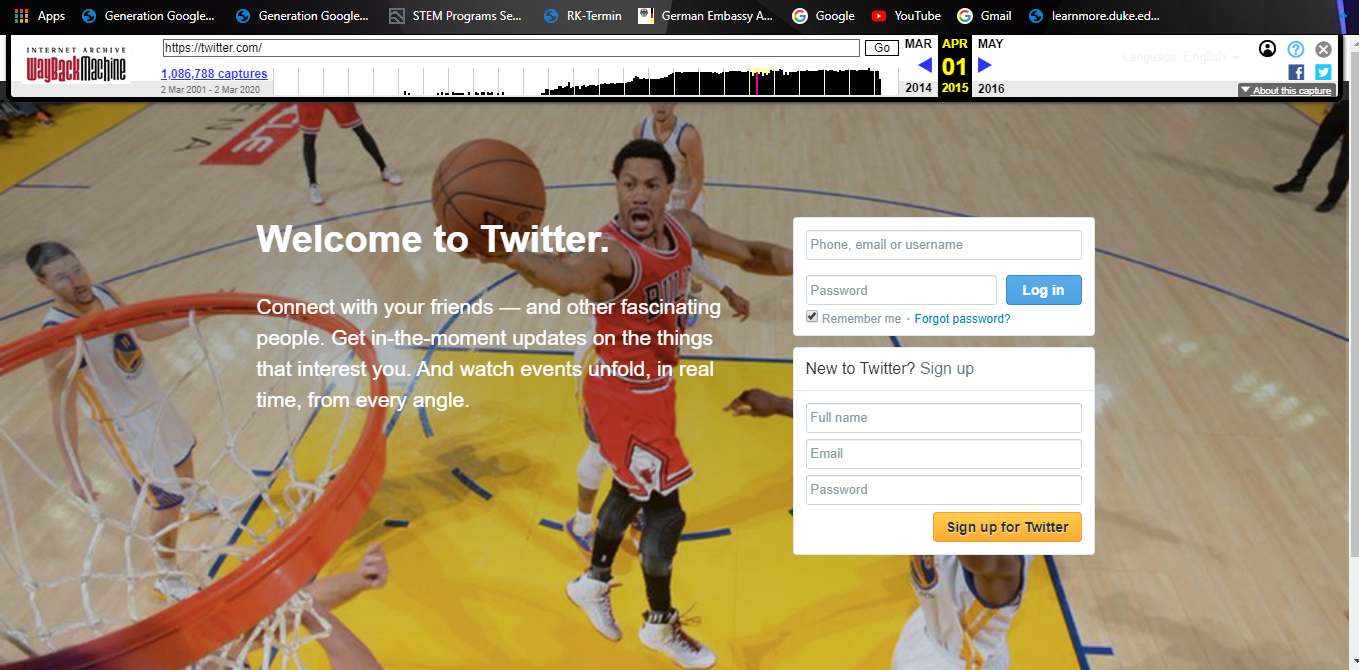 Apps
Generation Google...
Generation Google...
STEM Programs Se...
RK-Termin
German Embassy A...
Google
YouTube
Gmail
learnmore.duke.ed...
INTERNET ARCHIVE
WayBackMachine
https://twitter.com/
Go
MAR
APR
MAY
Language: English
1,086,788 captures
01
2 Mar 2001 - 2 Mar 2020
2014
2015
2016
About this capture
Welcome to Twitter.
Connect with your friends — and other fascinating
people. Get in-the-moment updates on the things
that interest you. And watch events unfold, in real
time, from every angle.
Phone, email or username
Password
Log in
Remember me · Forgot password?
New to Twitter? Sign up
Full name
Email
Password
Sign up for Twitter